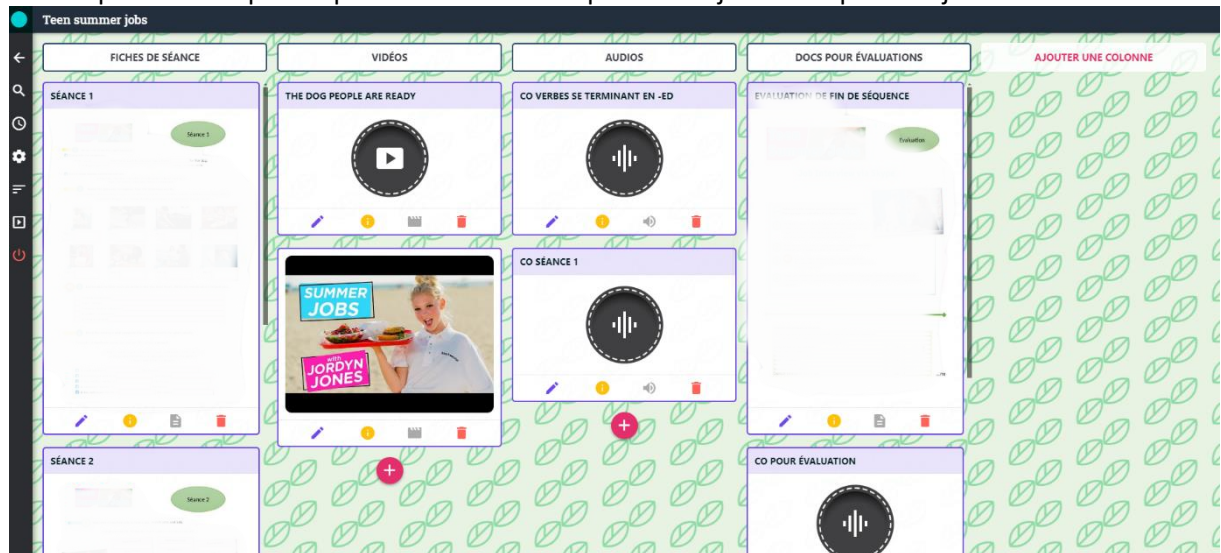 Teen summer jobs
FICHES DE SÉANCE
VIDÉOS
AUDIOS
DOCS POUR ÉVALUATIONS
AJOUTER UNE COLONNE
SÉANCE 1
Séance 1
SÉANCE 2
Séance 2
THE DOG PEOPLE ARE READY
SUMMER
JOBS
with
JORDYN
JONES
CO VERBES SE TERMINANT EN -ED
CO SÉANCE 1
EVALUATION DE FIN DE SÉQUENCE
Evaluation
CO POUR ÉVALUATION